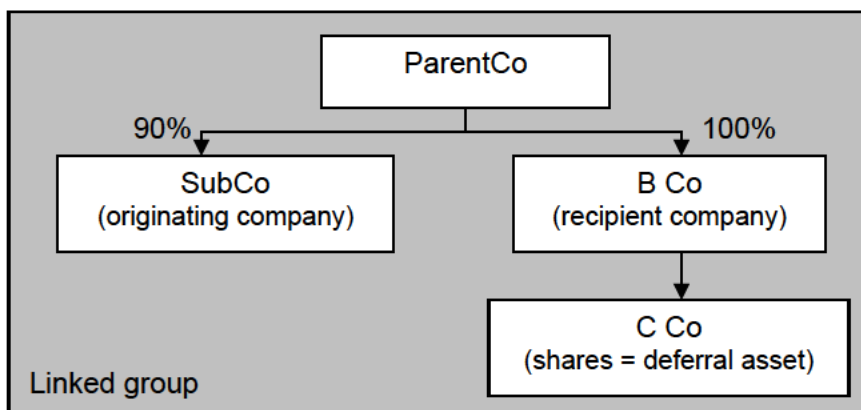 ParentCo
90%
100%
SubCo
(originating company)
B Co
(recipient company)
C Co
(shares = deferral asset)
Linked group